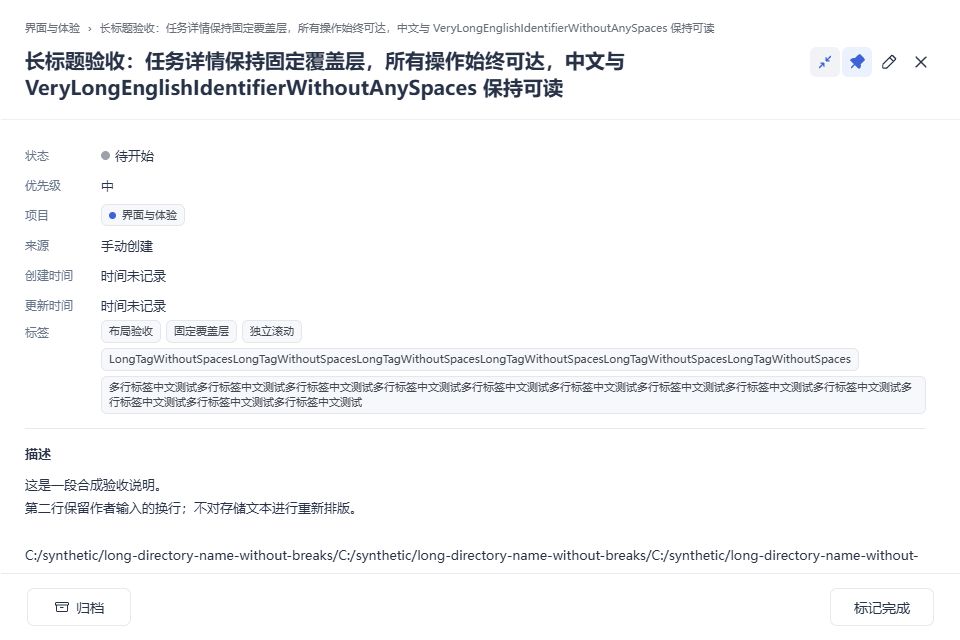 界面与体验 › 长标题验收：任务详情保持固定覆盖层，所有操作始终可达，中文与 VeryLongEnglishIdentifierWithoutAnySpaces 保持可读
长标题验收：任务详情保持固定覆盖层，所有操作始终可达，中文与
VeryLongEnglishIdentifierWithoutAnySpaces 保持可读
状态 待开始
优先级 中
项目 界面与体验
来源 手动创建
创建时间 时间未记录
更新时间 时间未记录
标签 布局验收 固定覆盖层 独立滚动
LongTagWithoutSpacesLongTagWithoutSpacesLongTagWithoutSpacesLongTagWithoutSpacesLongTagWithoutSpacesLongTagWithoutSpaces
多行标签中文测试多行标签中文测试多行标签中文测试多行标签中文测试多行标签中文测试多行标签中文测试多行标签中文测试多行标签中文测试多行标签中文测试多
行标签中文测试多行标签中文测试多行标签中文测试
描述
这是一段合成验收说明。
第二行保留作者输入的换行；不对存储文本进行重新排版。
C:/synthetic/long-directory-name-without-breaks/C:/synthetic/long-directory-name-without-breaks/C:/synthetic/long-directory-name-without-
归档 标记完成